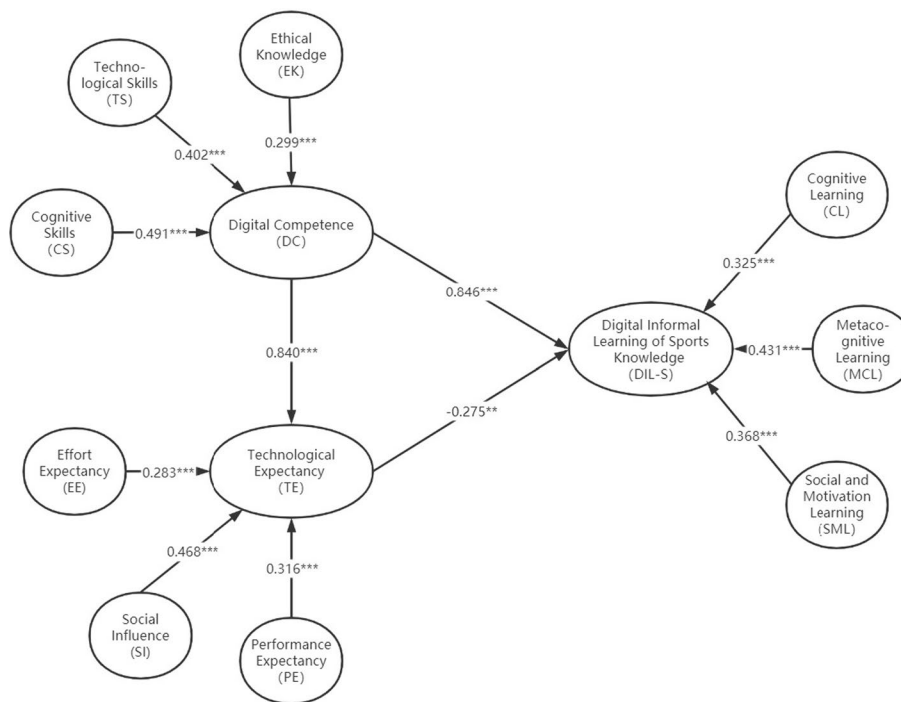 Ethical
Knowledge
(EK)
Techno-
logical Skills
(TS)
0.299***
0.402***
Cognitive
Skills
(CS)
0.491***
Digital Competence
(DC)
Cognitive
Learning
(CL)
0.325***
0.846***
0.840***
Digital Informal
Learning of Sports
Knowledge
(DIL-S)
0.431***
Metaco-
gnitive
Learning
(MCL)
-0.275**
0.368***
Effort
Expectancy
(EE)
0.283***
Technological
Expectancy
(TE)
Social and
Motivation
Learning
(SML)
0.468***
0.316***
Social
Influence
(SI)
Performance
Expectancy
(PE)